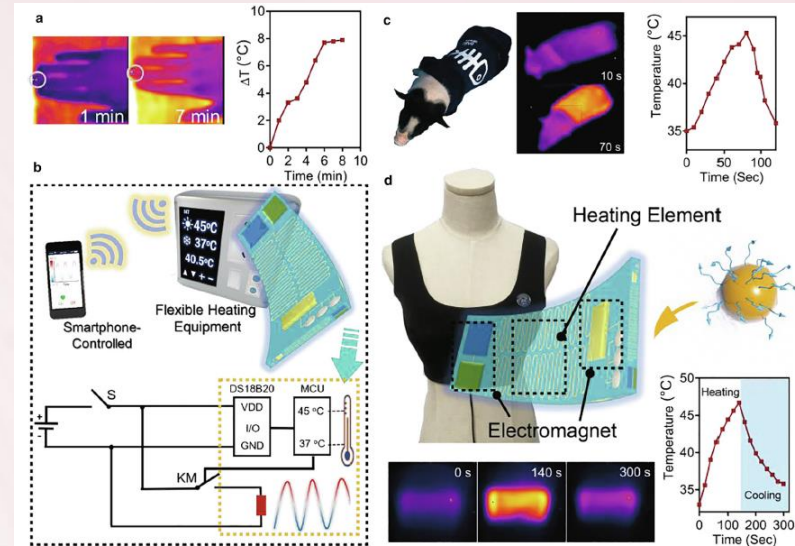 a
1 min
7 min
ΔT (°C)
8
6
4
2
0
0 2 4 6 8 10
Time (min)
c
10 s
70 s
Temperature (°C)
45
40
35
0 50 100
Time (Sec)
b
45°C
37°C
40.5°C
Smartphone-
Controlled
Flexible Heating
Equipment
S
+
-
KM
DS18B20
VDD
I/O
GND
MCU
45 °C
37 °C
d
Heating Element
Electromagnet
0 s
140 s
300 s
Temperature (°C)
50
45
40
35
Heating
Cooling
0 100 200 300
Time (Sec)